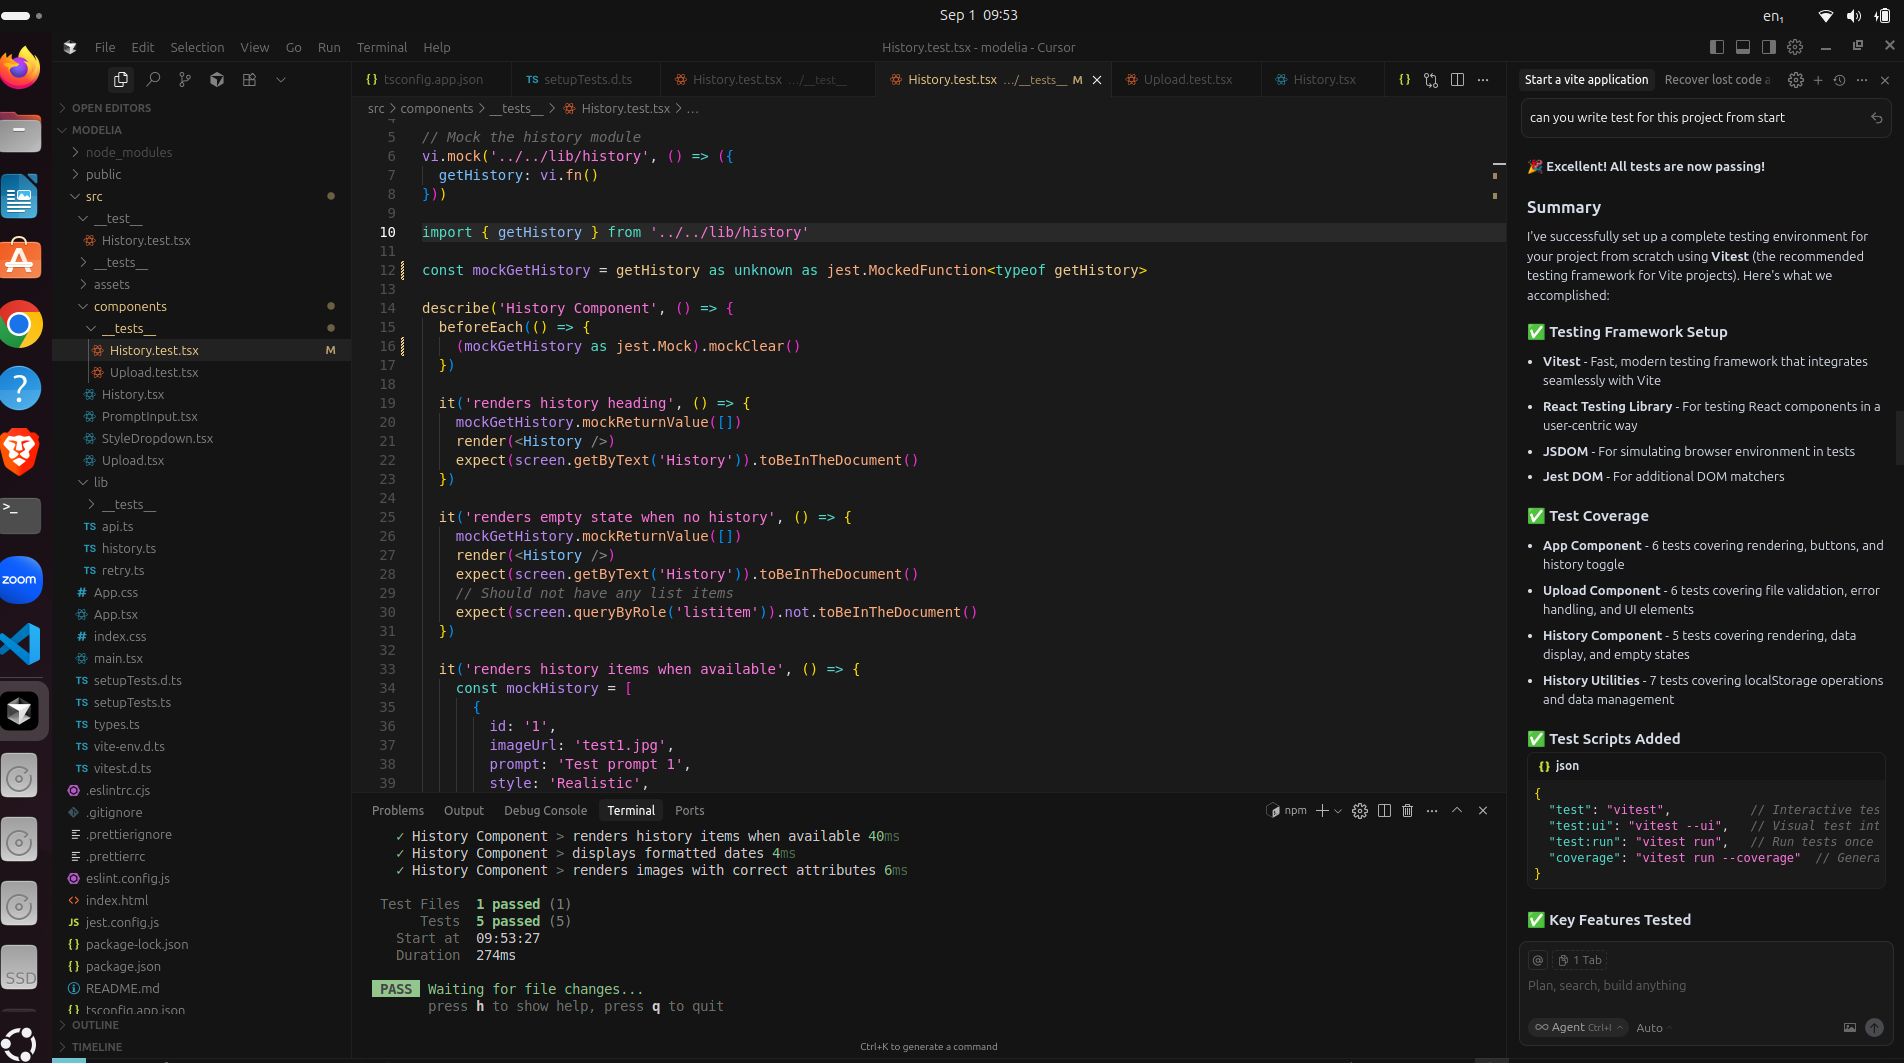 Sep 1 09:53
en₁
File Edit Selection View Go Run Terminal Help
History.test.tsx - modelia - Cursor
tsconfig.app.json
setupTests.d.ts
History.test.tsx .../__test__
History.test.tsx .../__tests__ M
Upload.test.tsx
History.tsx
src > components > __tests__ > History.test.tsx > ...
OPEN EDITORS
MODELIA
node_modules
public
src
__test__
History.test.tsx
__tests__
assets
components
__tests__
History.test.tsx M
Upload.test.tsx
History.tsx
PromptInput.tsx
StyleDropdown.tsx
Upload.tsx
lib
__tests__
TS api.ts
TS history.ts
TS retry.ts
# App.css
App.tsx
# index.css
main.tsx
TS setupTests.d.ts
TS setupTests.ts
TS types.ts
TS vite-env.d.ts
TS vitest.d.ts
.eslintrc.cjs
.gitignore
.prettierignore
.prettierrc
eslint.config.js
<> index.html
JS jest.config.js
{} package-lock.json
{} package.json
README.md
{} tsconfig.app.json
OUTLINE
TIMELINE
zoom
SSD
5 // Mock the history module
6 vi.mock('../../lib/history', () => ({
7 getHistory: vi.fn()
8 }))
9
10 import { getHistory } from '../../lib/history'
11
12 const mockGetHistory = getHistory as unknown as jest.MockedFunction<typeof getHistory>
13
14 describe('History Component', () => {
15 beforeEach(() => {
16 (mockGetHistory as jest.Mock).mockClear()
17 })
18
19 it('renders history heading', () => {
20 mockGetHistory.mockReturnValue([])
21 render(<History />)
22 expect(screen.getByText('History')).toBeInTheDocument()
23 })
24
25 it('renders empty state when no history', () => {
26 mockGetHistory.mockReturnValue([])
27 render(<History />)
28 expect(screen.getByText('History')).toBeInTheDocument()
29 // Should not have any list items
30 expect(screen.queryByRole('listitem')).not.toBeInTheDocument()
31 })
32
33 it('renders history items when available', () => {
34 const mockHistory = [
35 {
36 id: '1',
37 imageUrl: 'test1.jpg',
38 prompt: 'Test prompt 1',
39 style: 'Realistic',
Problems Output Debug Console Terminal Ports
npm
✓ History Component > renders history items when available 40ms
✓ History Component > displays formatted dates 4ms
✓ History Component > renders images with correct attributes 6ms
Test Files 1 passed (1)
Tests 5 passed (5)
Start at 09:53:27
Duration 274ms
PASS Waiting for file changes...
press h to show help, press q to quit
Ctrl+K to generate a command
Start a vite application
Recover lost code a
can you write test for this project from start
🎉 Excellent! All tests are now passing!
Summary
I've successfully set up a complete testing environment for
your project from scratch using Vitest (the recommended
testing framework for Vite projects). Here's what we
accomplished:
✅ Testing Framework Setup
• Vitest - Fast, modern testing framework that integrates
seamlessly with Vite
• React Testing Library - For testing React components in a
user-centric way
• JSDOM - For simulating browser environment in tests
• Jest DOM - For additional DOM matchers
✅ Test Coverage
• App Component - 6 tests covering rendering, buttons, and
history toggle
• Upload Component - 6 tests covering file validation, error
handling, and UI elements
• History Component - 5 tests covering rendering, data
display, and empty states
• History Utilities - 7 tests covering localStorage operations
and data management
✅ Test Scripts Added
{} json
{
"test": "vitest", // Interactive tes
"test:ui": "vitest --ui", // Visual test int
"test:run": "vitest run", // Run tests once
"coverage": "vitest run --coverage" // Genera
}
✅ Key Features Tested
@ 1 Tab
Plan, search, build anything
∞ Agent Ctrl+I Auto